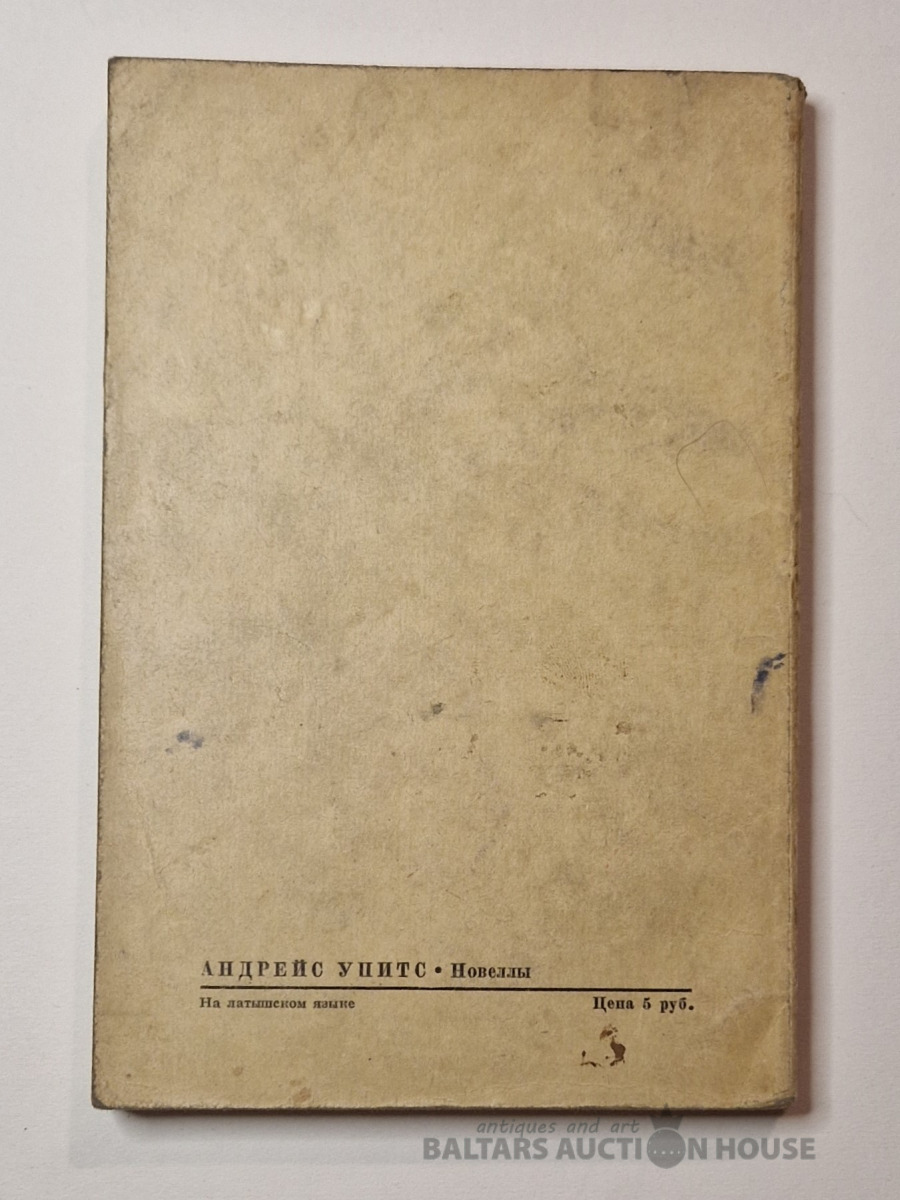 АНДРЕЙС УПИТС • Новеллы
На латышском языке
Цена 5 руб.
antiques and art
BALTARS AUCTION HOUSE